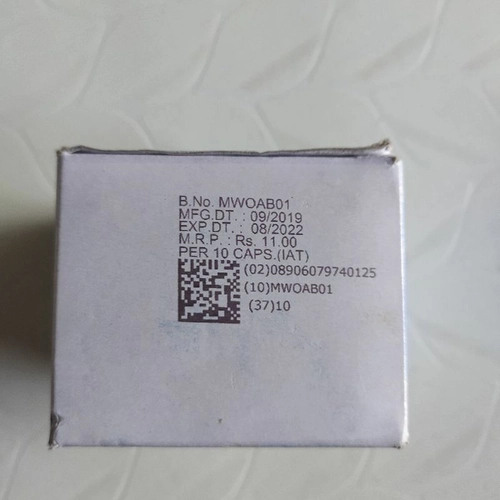 B.No. MWOAB01
MFG.DT. : 09/2019
EXP.DT. : 08/2022
M.R.P. : Rs. 11.00
PER 10 CAPS.(IAT)
(02)08906079740125
(10)MWOAB01
(37)10